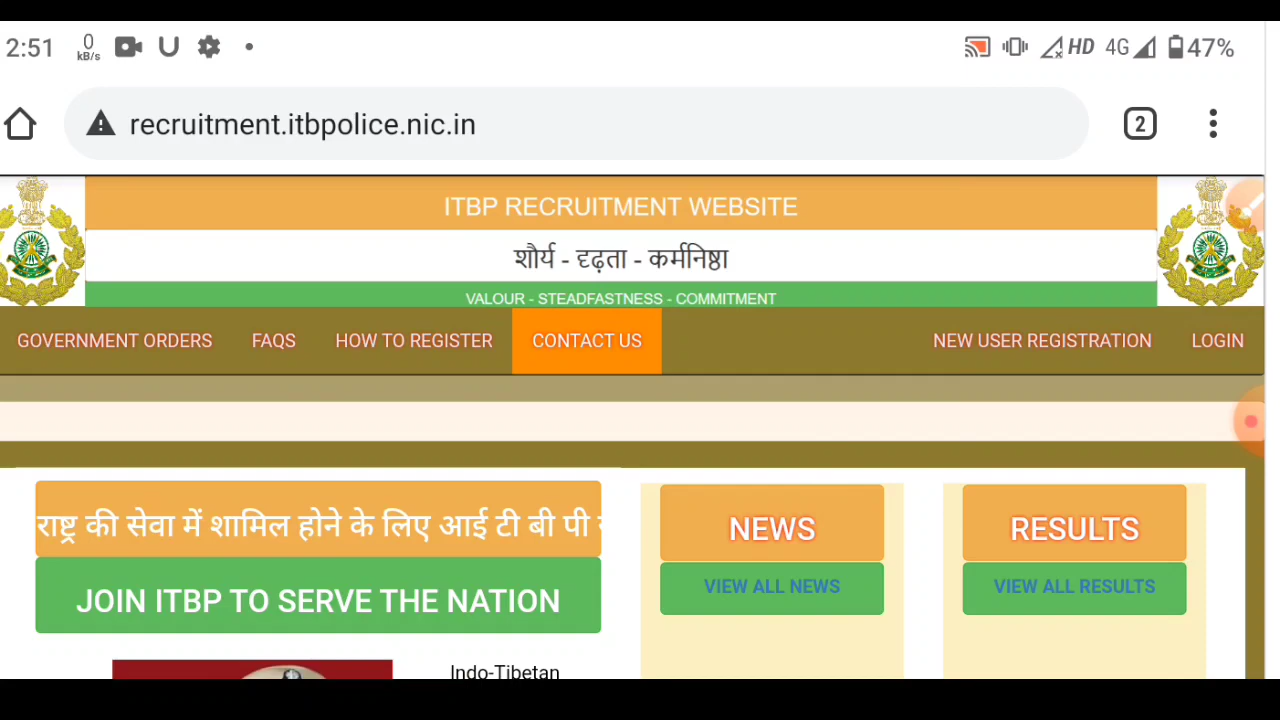 2:51 0 kB/s HD 4G 47%
recruitment.itbpolice.nic.in 2
ITBP RECRUITMENT WEBSITE
शौर्य - दृढ़ता - कर्मनिष्ठा
VALOUR - STEADFASTNESS - COMMITMENT
GOVERNMENT ORDERS FAQS HOW TO REGISTER CONTACT US NEW USER REGISTRATION LOGIN
राष्ट्र की सेवा में शामिल होने के लिए आई टी बी पी
JOIN ITBP TO SERVE THE NATION
NEWS
VIEW ALL NEWS
RESULTS
VIEW ALL RESULTS
Indo-Tibetan